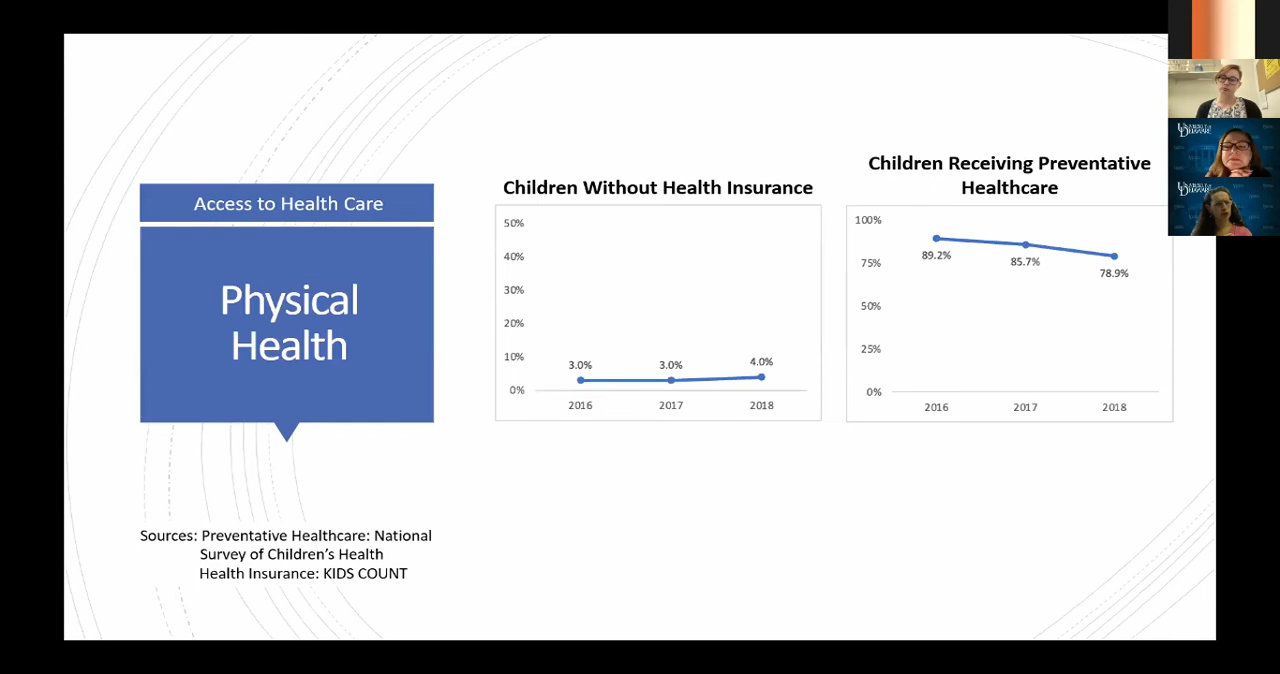 Access to Health Care
Physical
Health
Sources: Preventative Healthcare: National
Survey of Children's Health
Health Insurance: KIDS COUNT
Children Without Health Insurance
50%
40%
30%
20%
10%
0%
3.0%
3.0%
4.0%
2016
2017
2018
Children Receiving Preventative
Healthcare
100%
75%
50%
25%
0%
89.2%
85.7%
78.9%
2016
2017
2018